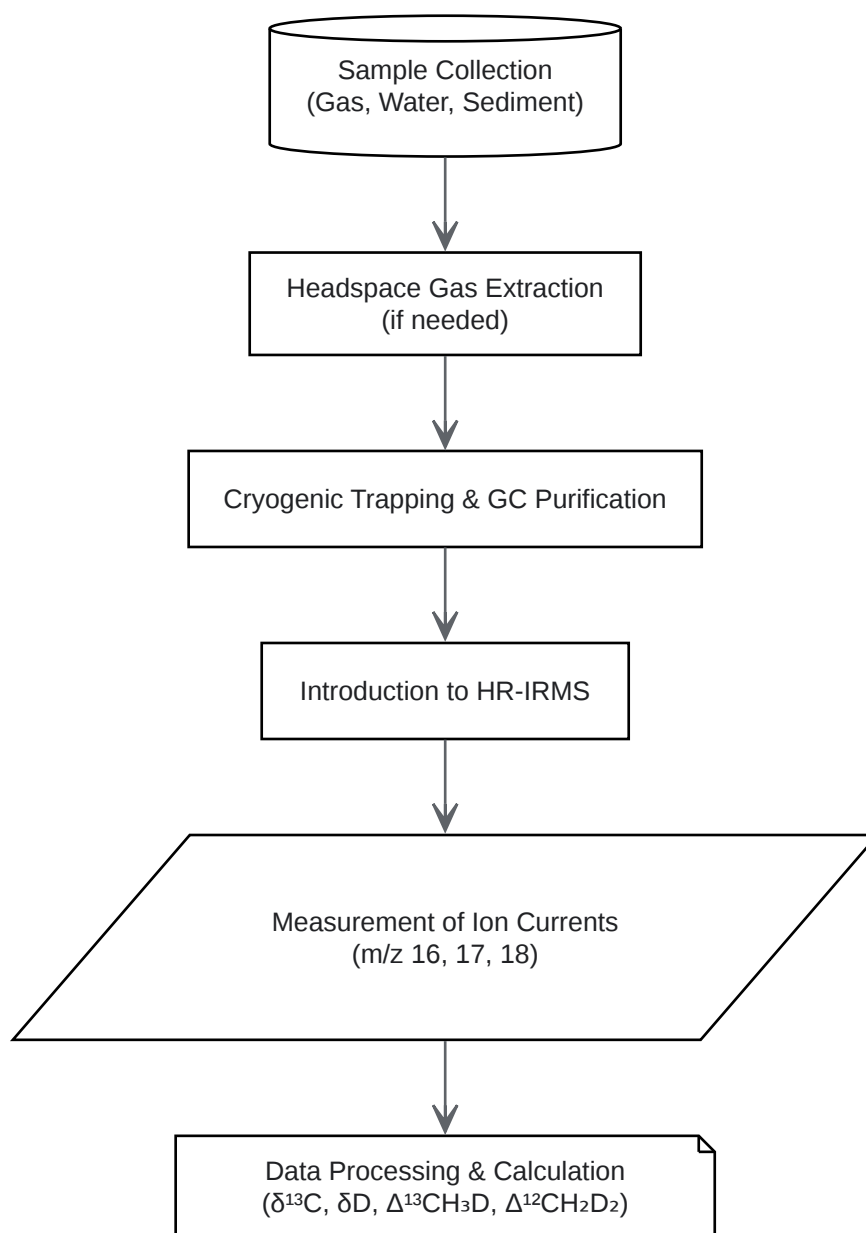 Sample Collection
(Gas, Water, Sediment)
Headspace Gas Extraction
(if needed)
Cryogenic Trapping & GC Purification
Introduction to HR-IRMS
Measurement of Ion Currents
(m/z 16, 17, 18)
Data Processing & Calculation
(δ¹³C, δD, Δ¹³CH₃D, Δ¹²CH₂D₂)